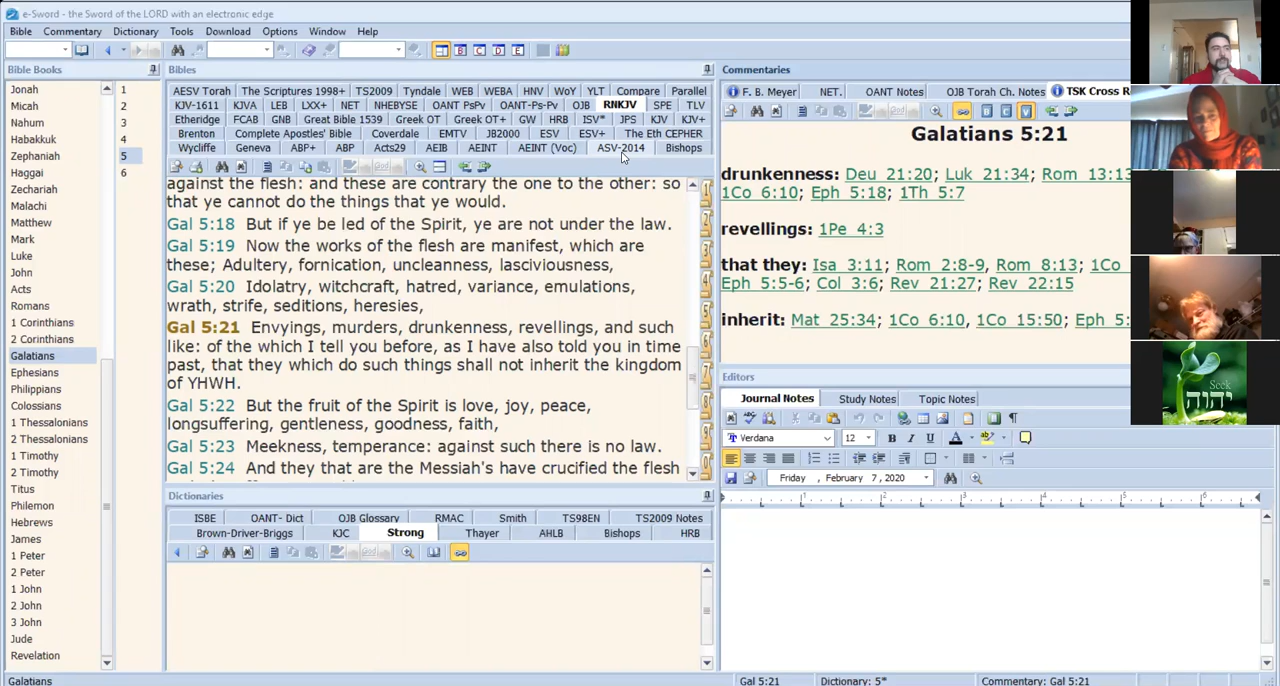 e-Sword - the Sword of the LORD with an electronic edge
Bible Commentary Dictionary Tools Download Options Window Help
B C D E
Bible Books
Jonah
Micah
Nahum
Habakkuk
Zephaniah
Haggai
Zechariah
Malachi
Matthew
Mark
Luke
John
Acts
Romans
1 Corinthians
2 Corinthians
Galatians
Ephesians
Philippians
Colossians
1 Thessalonians
2 Thessalonians
1 Timothy
2 Timothy
Titus
Philemon
Hebrews
James
1 Peter
2 Peter
1 John
2 John
3 John
Jude
Revelation
1
2
3
4
5
6
Bibles
AESV Torah The Scriptures 1998+ TS2009 Tyndale WEB WEBA HNV WoY YLT Compare Parallel
KJV-1611 KJVA LEB LXX+ NET NHEBYSE OANT PsPv OANT-Ps-Pv OJB RNKJV SPE TLV
Etheridge FCAB GNB Great Bible 1539 Greek OT Greek OT+ GW HRB ISV* JPS KJV KJV+
Brenton Complete Apostles' Bible Coverdale EMTV JB2000 ESV ESV+ The Eth CEPHER
Wycliffe Geneva ABP+ ABP Acts29 AEIB AEINT AEINT (Voc) ASV-2014 Bishops
against the flesh: and these are contrary the one to the other: so
that ye cannot do the things that ye would.
Gal 5:18 But if ye be led of the Spirit, ye are not under the law.
Gal 5:19 Now the works of the flesh are manifest, which are
these; Adultery, fornication, uncleanness, lasciviousness,
Gal 5:20 Idolatry, witchcraft, hatred, variance, emulations,
wrath, strife, seditions, heresies,
Gal 5:21 Envyings, murders, drunkenness, revellings, and such
like: of the which I tell you before, as I have also told you in time
past, that they which do such things shall not inherit the kingdom
of YHWH.
Gal 5:22 But the fruit of the Spirit is love, joy, peace,
longsuffering, gentleness, goodness, faith,
Gal 5:23 Meekness, temperance: against such there is no law.
Gal 5:24 And they that are the Messiah's have crucified the flesh
Dictionaries
ISBE OANT- Dict OJB Glossary RMAC Smith TS98EN TS2009 Notes
Brown-Driver-Briggs KJC Strong Thayer AHLB Bishops HRB
Commentaries
F. B. Meyer NET. OANT Notes OJB Torah Ch. Notes TSK Cross R
Galatians 5:21
drunkenness: Deu 21:20; Luk 21:34; Rom 13:13
1Co 6:10; Eph 5:18; 1Th 5:7
revellings: 1Pe 4:3
that they: Isa 3:11; Rom 2:8-9, Rom 8:13; 1Co
Eph 5:5-6; Col 3:6; Rev 21:27; Rev 22:15
inherit: Mat 25:34; 1Co 6:10, 1Co 15:50; Eph 5:
Editors
Journal Notes Study Notes Topic Notes
Verdana 12 B I U A
Friday , February 7, 2020
1 2 3 4 5 6
Seek
יהוה
Galatians Gal 5:21 Dictionary: 5* Commentary: Gal 5:21